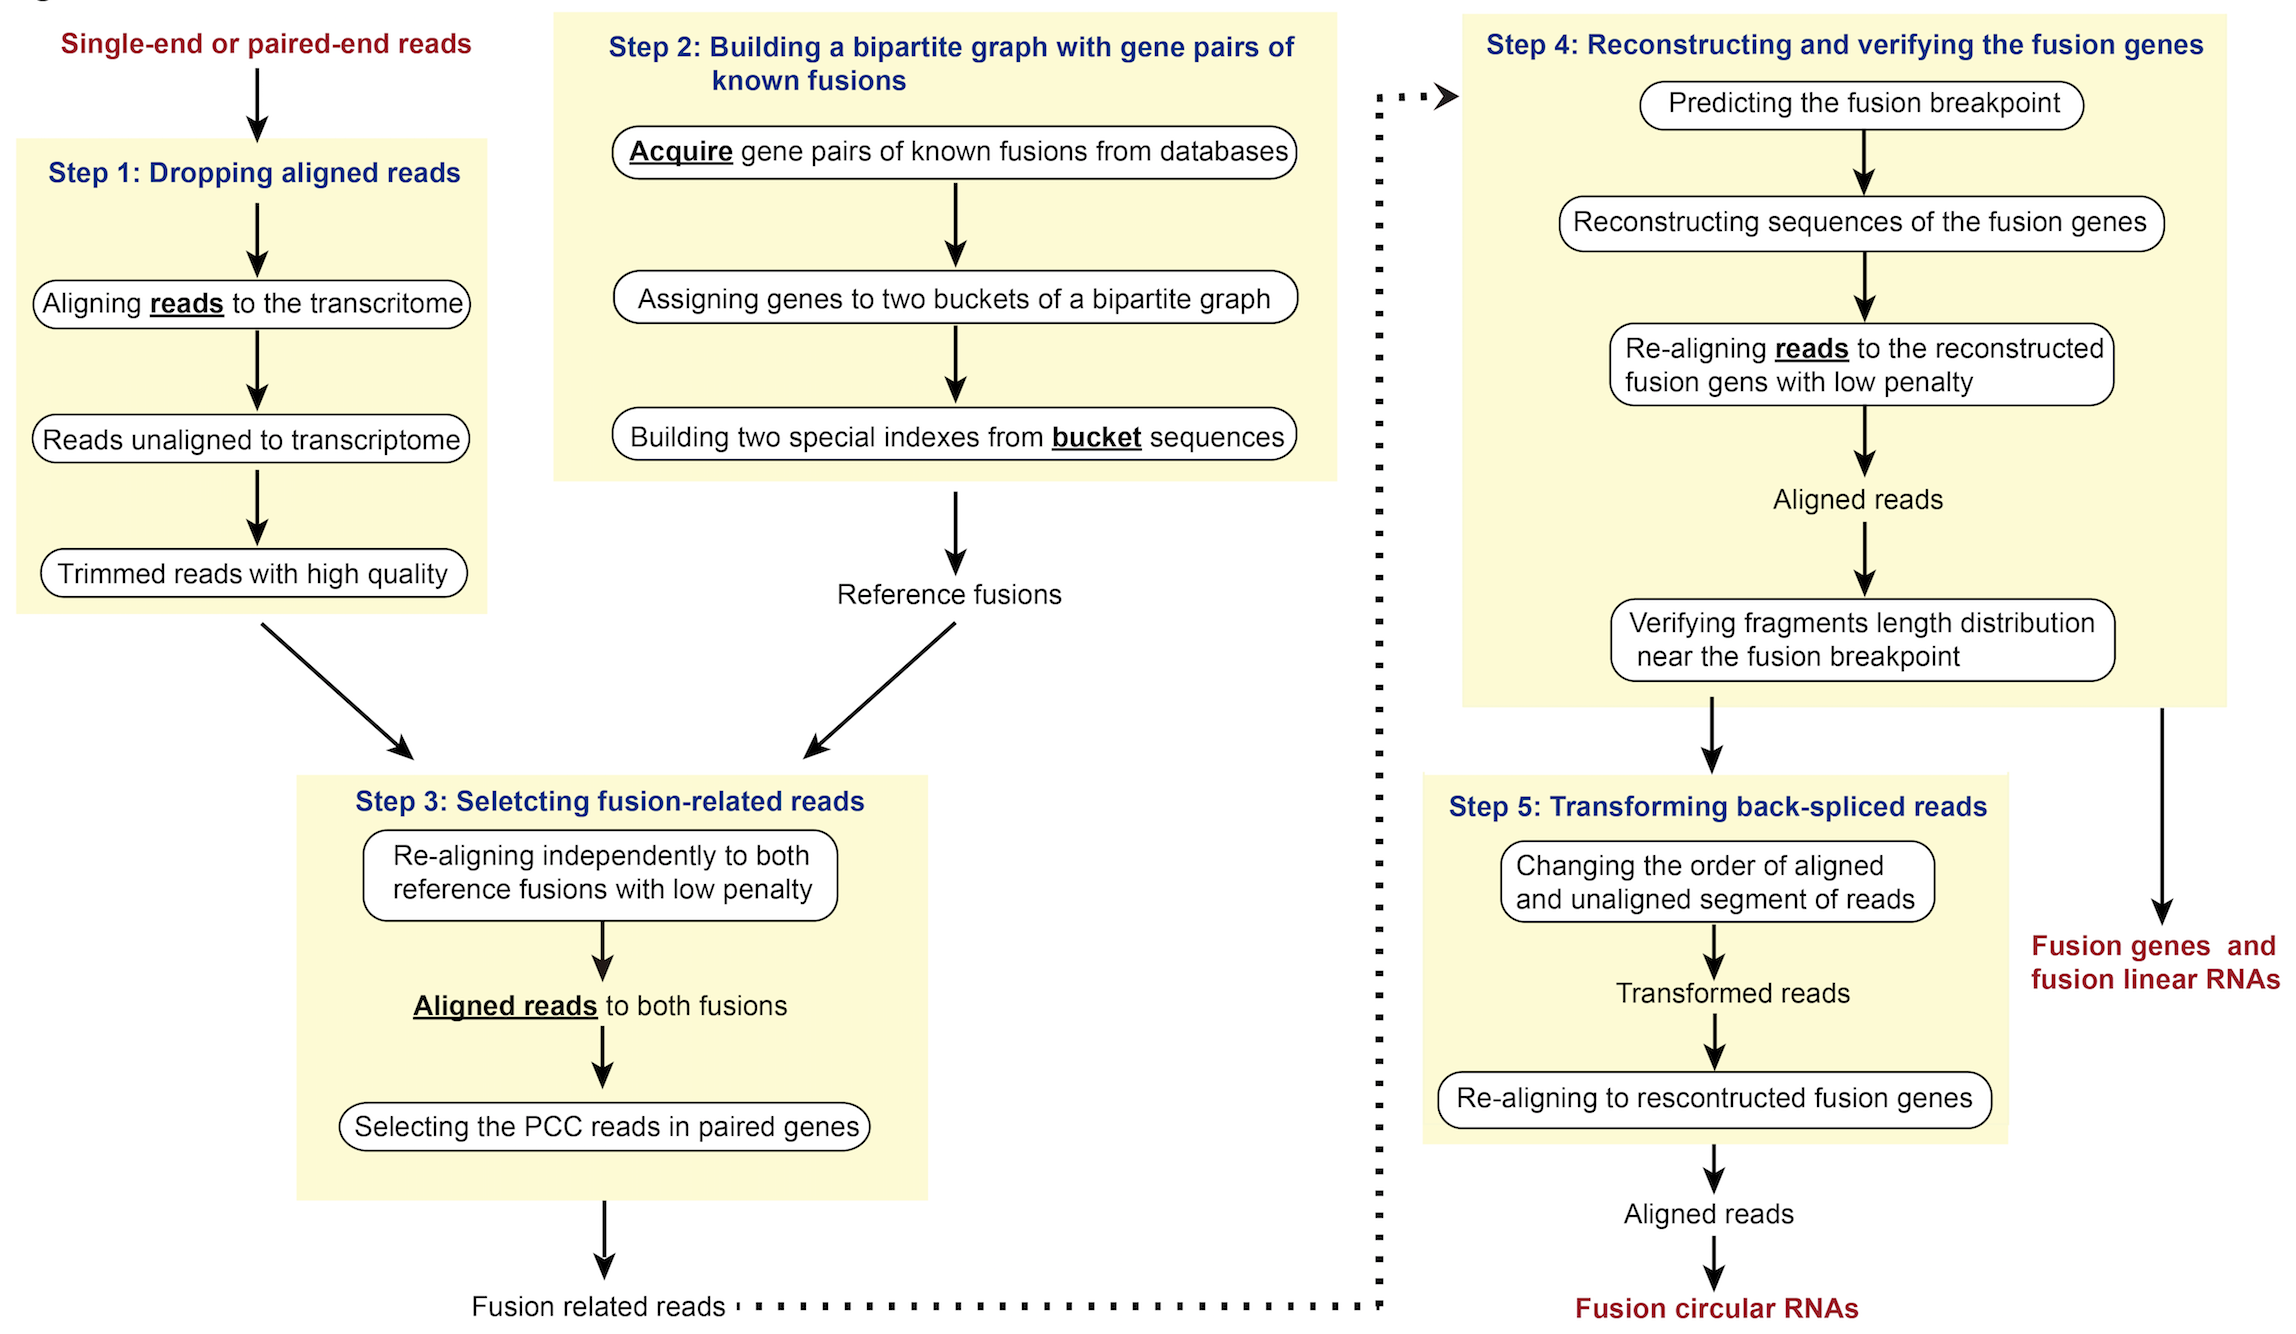 Single-end or paired-end reads
Step 1: Dropping aligned reads
Aligning reads to the transcritome
Reads unaligned to transcriptome
Trimmed reads with high quality
Step 2: Building a bipartite graph with gene pairs of
known fusions
Acquire gene pairs of known fusions from databases
Assigning genes to two buckets of a bipartite graph
Building two special indexes from bucket sequences
Reference fusions
Step 3: Seletcting fusion-related reads
Re-aligning independently to both
reference fusions with low penalty
Aligned reads to both fusions
Selecting the PCC reads in paired genes
Fusion related reads
Step 4: Reconstructing and verifying the fusion genes
Predicting the fusion breakpoint
Reconstructing sequences of the fusion genes
Re-aligning reads to the reconstructed
fusion gens with low penalty
Aligned reads
Verifying fragments length distribution
near the fusion breakpoint
Step 5: Transforming back-spliced reads
Changing the order of aligned
and unaligned segment of reads
Transformed reads
Re-aligning to rescontructed fusion genes
Aligned reads
Fusion circular RNAs
Fusion genes and
fusion linear RNAs